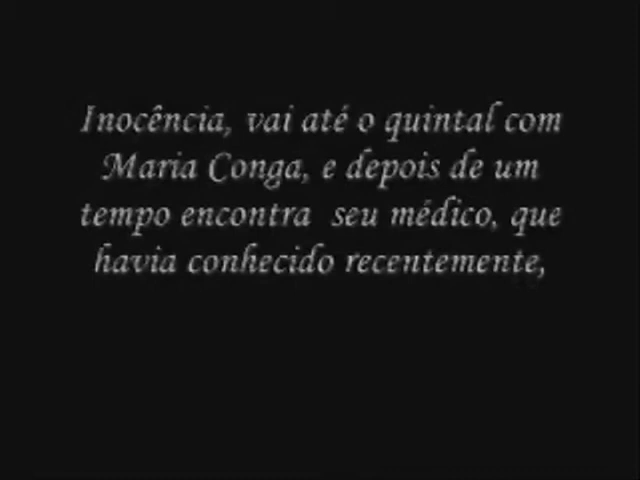 Inocência, vai até o quintal com
Maria Conga, e depois de um
tempo encontra seu médico, que
havia conhecido recentemente,